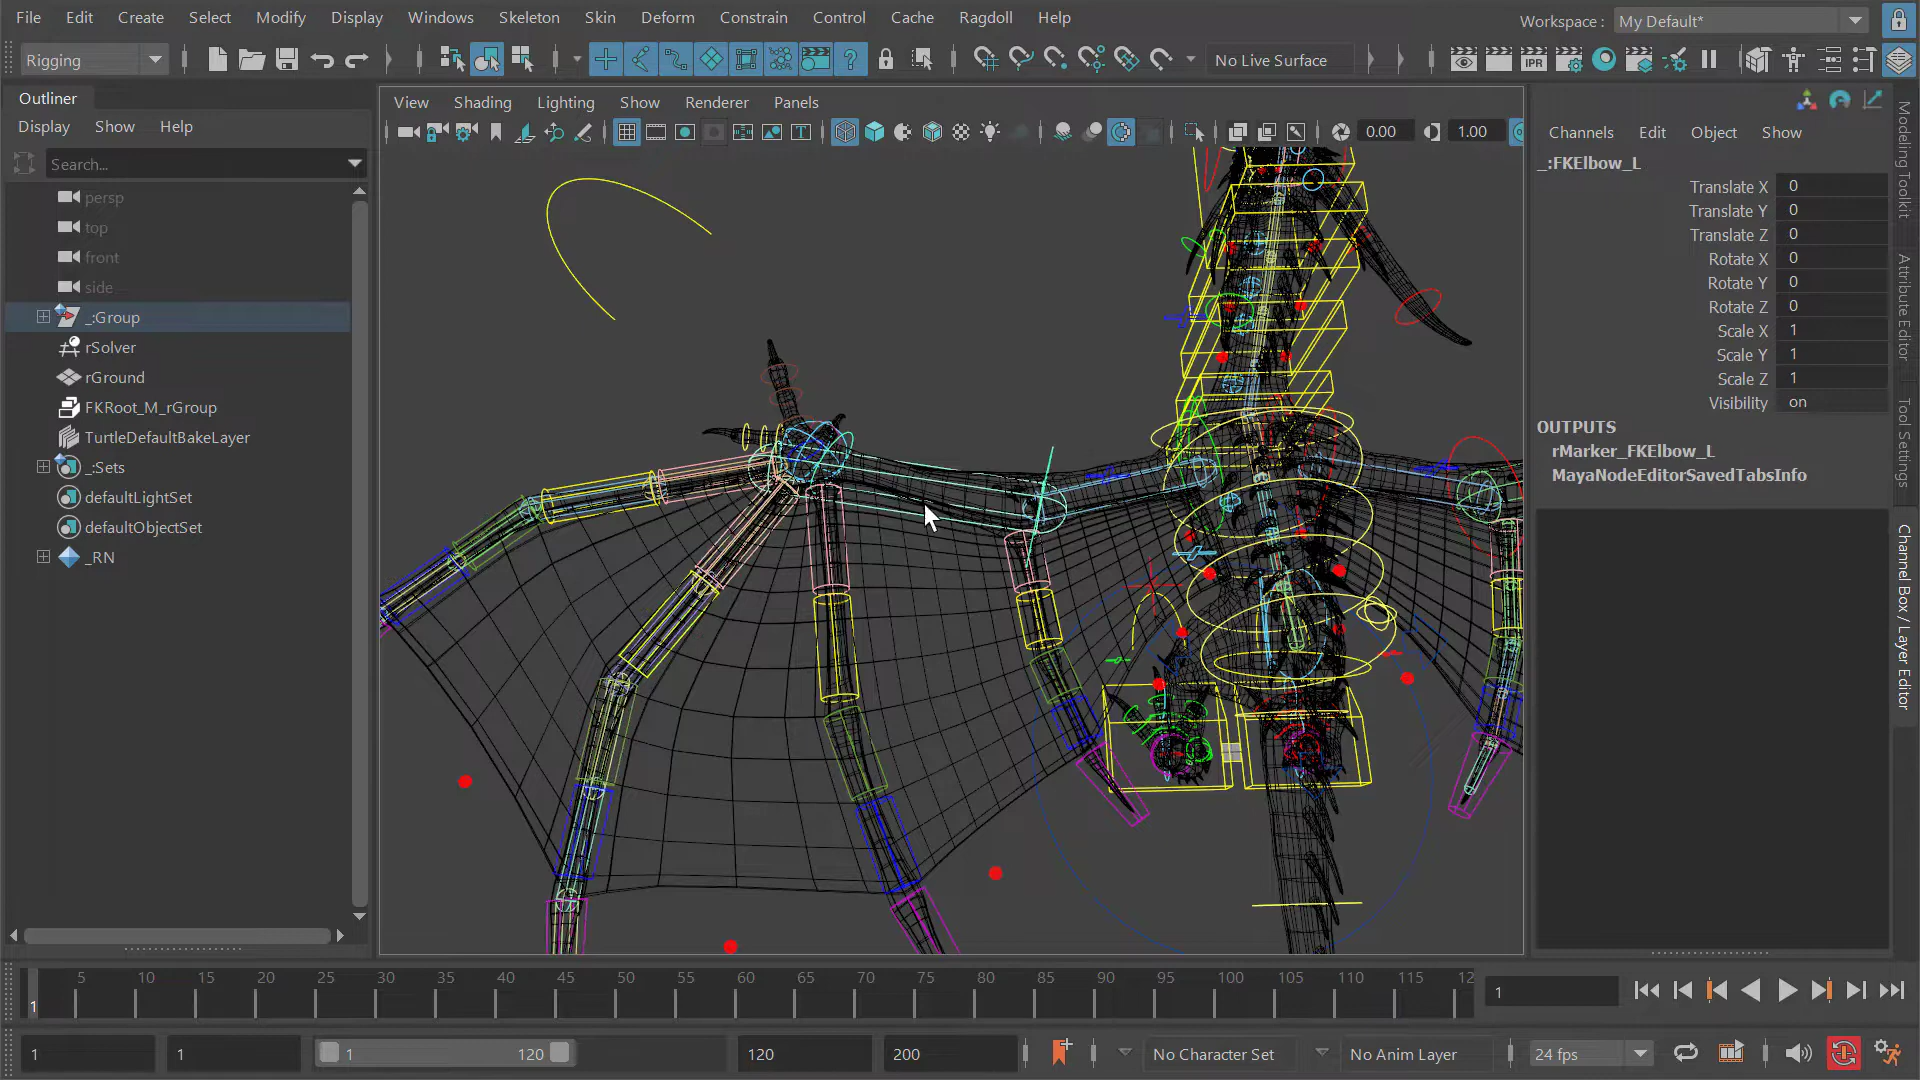 File Edit Create Select Modify Display Windows Skeleton Skin Deform Constrain Control Cache Ragdoll Help
Workspace : My Default*
Rigging
No Live Surface
IPR
Outliner
Display Show Help
Search...
persp
top
front
side
_:Group
rSolver
rGround
FKRoot_M_rGroup
TurtleDefaultBakeLayer
_:Sets
defaultLightSet
defaultObjectSet
_RN
View Shading Lighting Show Renderer Panels
0.00
1.00
Channels Edit Object Show
_:FKElbow_L
Translate X 0
Translate Y 0
Translate Z 0
Rotate X 0
Rotate Y 0
Rotate Z 0
Scale X 1
Scale Y 1
Scale Z 1
Visibility on
OUTPUTS
rMarker_FKElbow_L
MayaNodeEditorSavedTabsInfo
Modeling Toolkit
Attribute Editor
Tool Settings
Channel Box / Layer Editor
5 10 15 20 25 30 35 40 45 50 55 60 65 70 75 80 85 90 95 100 105 110 115 12
1
1
1
1
1 120
120
200
No Character Set
No Anim Layer
24 fps